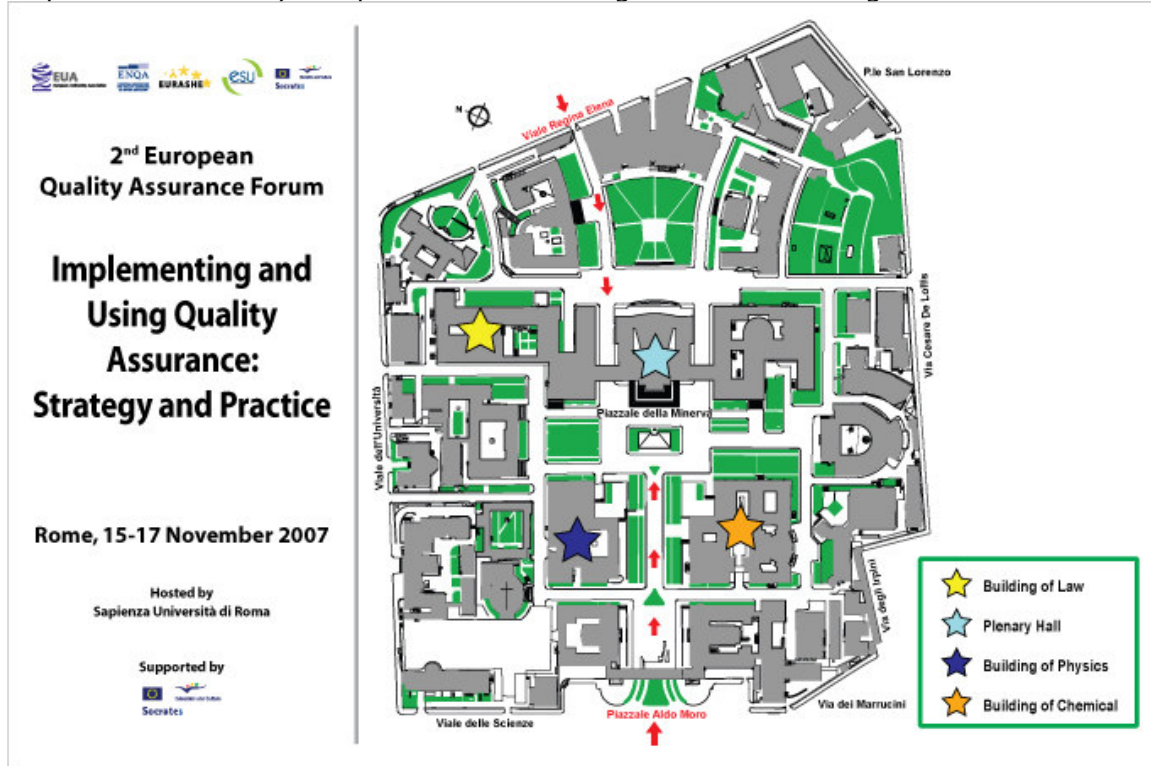 EUA
ENQA
EURASHE
esu
Socrates
2nd European
Quality Assurance Forum
Implementing and
Using Quality
Assurance:
Strategy and Practice
Rome, 15-17 November 2007
Hosted by
Sapienza Università di Roma
Supported by
Socrates
N
P.le San Lorenzo
Viale Regina Elena
Via Cesare De Lollis
Viale dell'Università
Piazzale della Minerva
Via degli Irpini
Via dei Marrucini
Viale delle Scienze
Piazzale Aldo Moro
Building of Law
Plenary Hall
Building of Physics
Building of Chemical